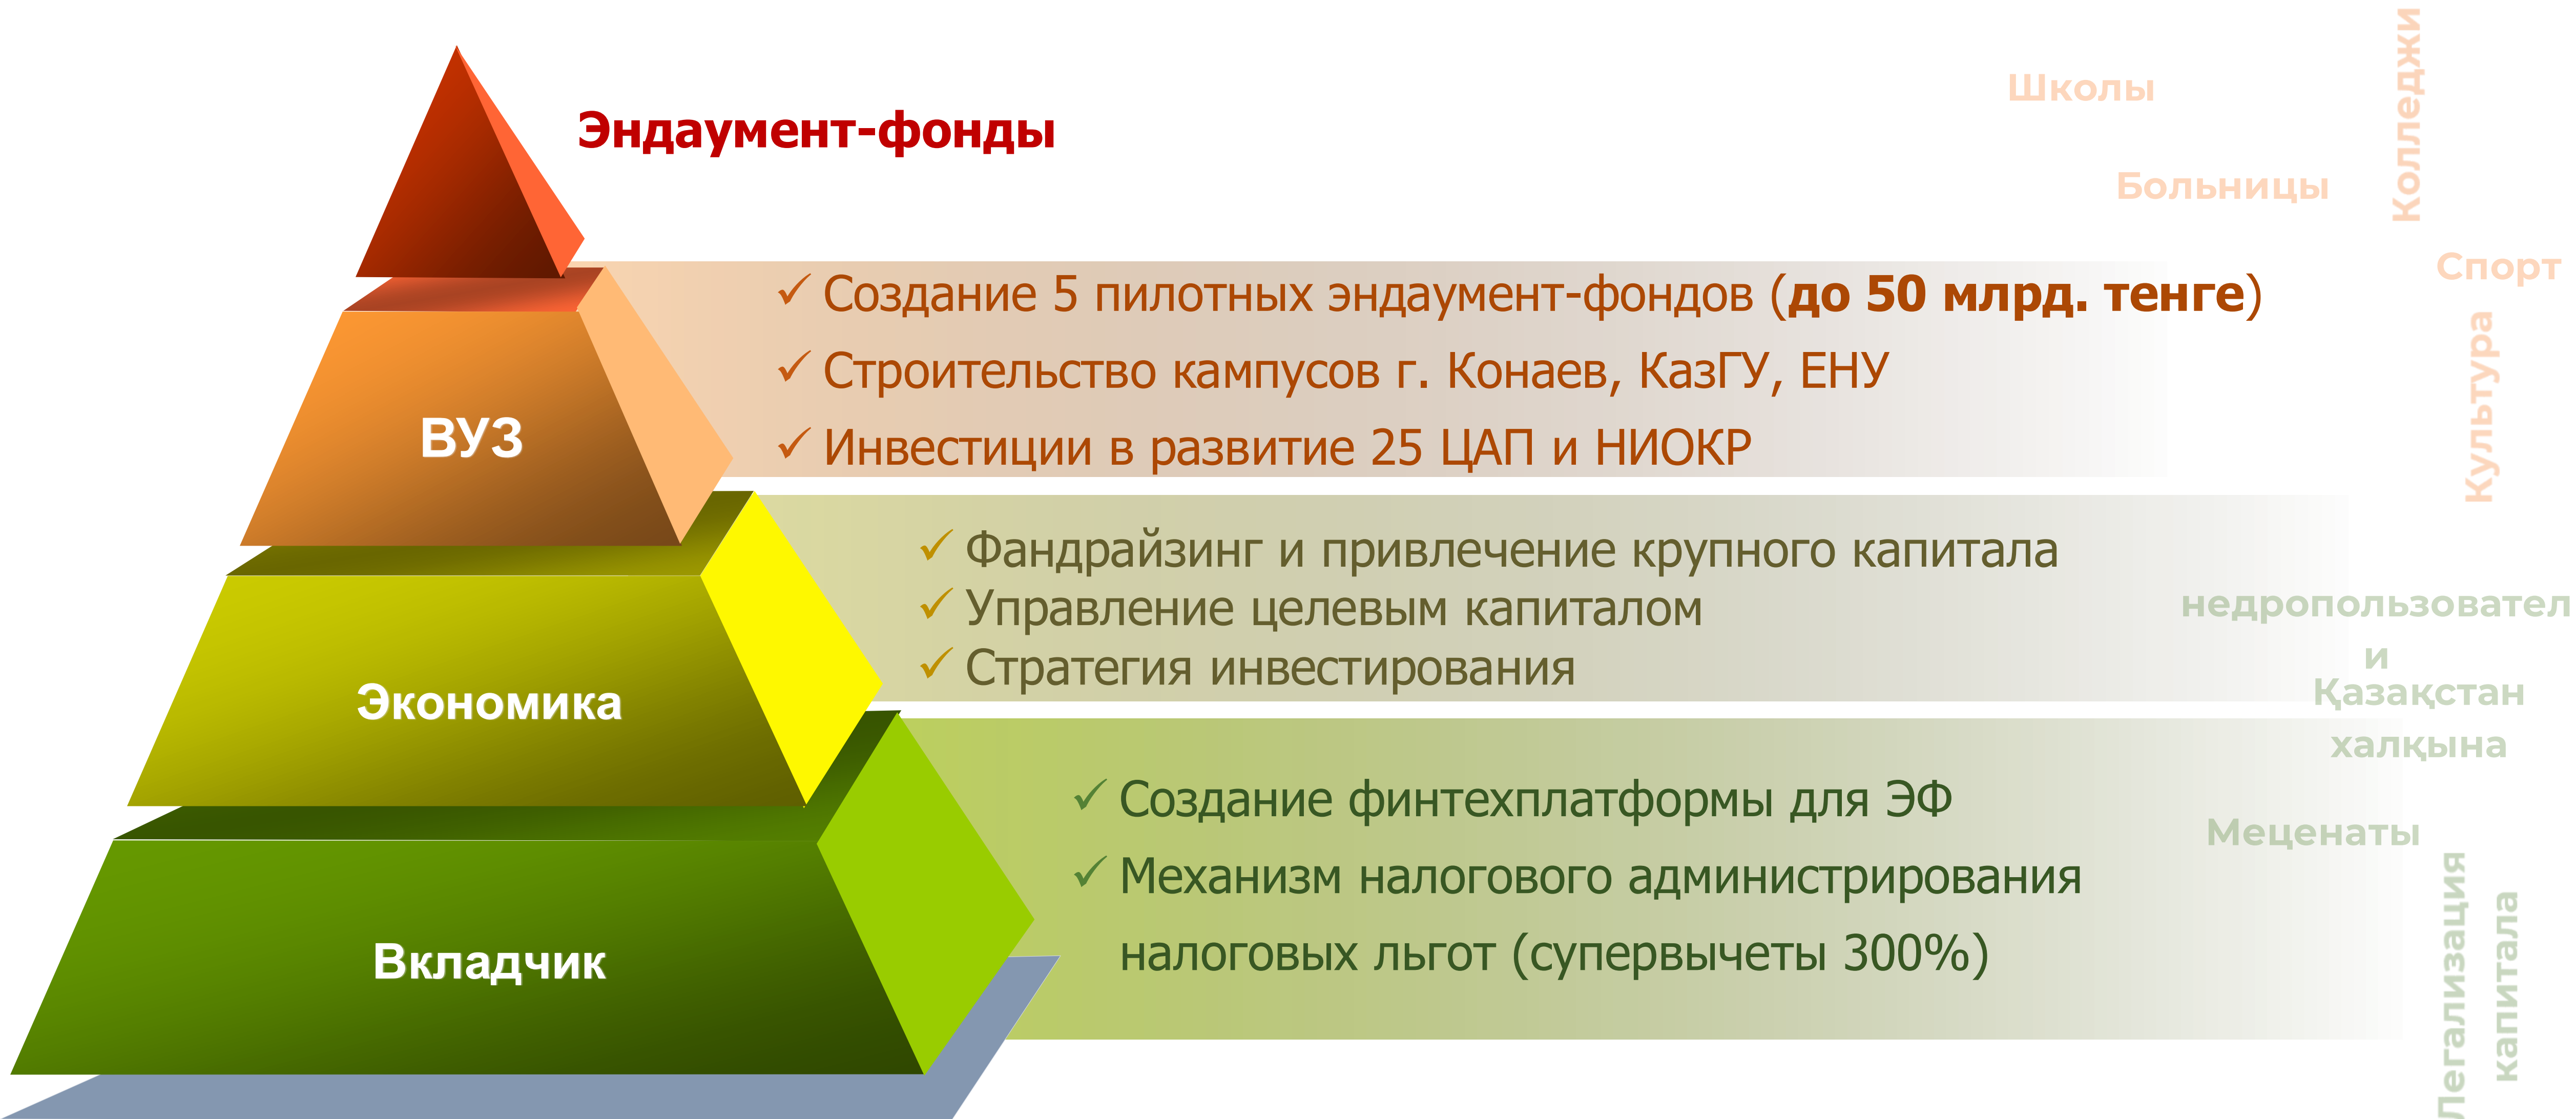 Эндаумент-фонды
Школы
Колледжи
Больницы
Спорт
Культура
ВУЗ
✓ Создание 5 пилотных эндаумент-фондов (до 50 млрд. тенге)
✓ Строительство кампусов г. Конаев, КазГУ, ЕНУ
✓ Инвестиции в развитие 25 ЦАП и НИОКР
Экономика
✓ Фандрайзинг и привлечение крупного капитала
✓ Управление целевым капиталом
✓ Стратегия инвестирования
недропользовател
и
Қазақстан
халқына
Меценаты
Вкладчик
✓ Создание финтехплатформы для ЭФ
✓ Механизм налогового администрирования
налоговых льгот (супервычеты 300%)
Легализация
капитала